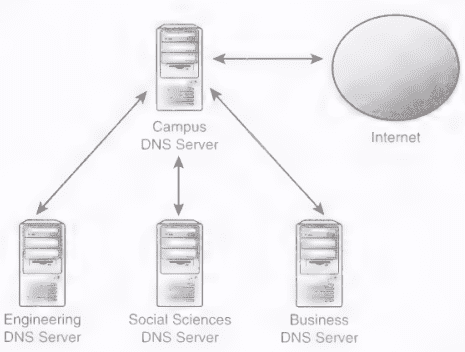 Campus
DNS Server
Internet
Engineering
DNS Server
Social Sciences
DNS Server
Business
DNS Server